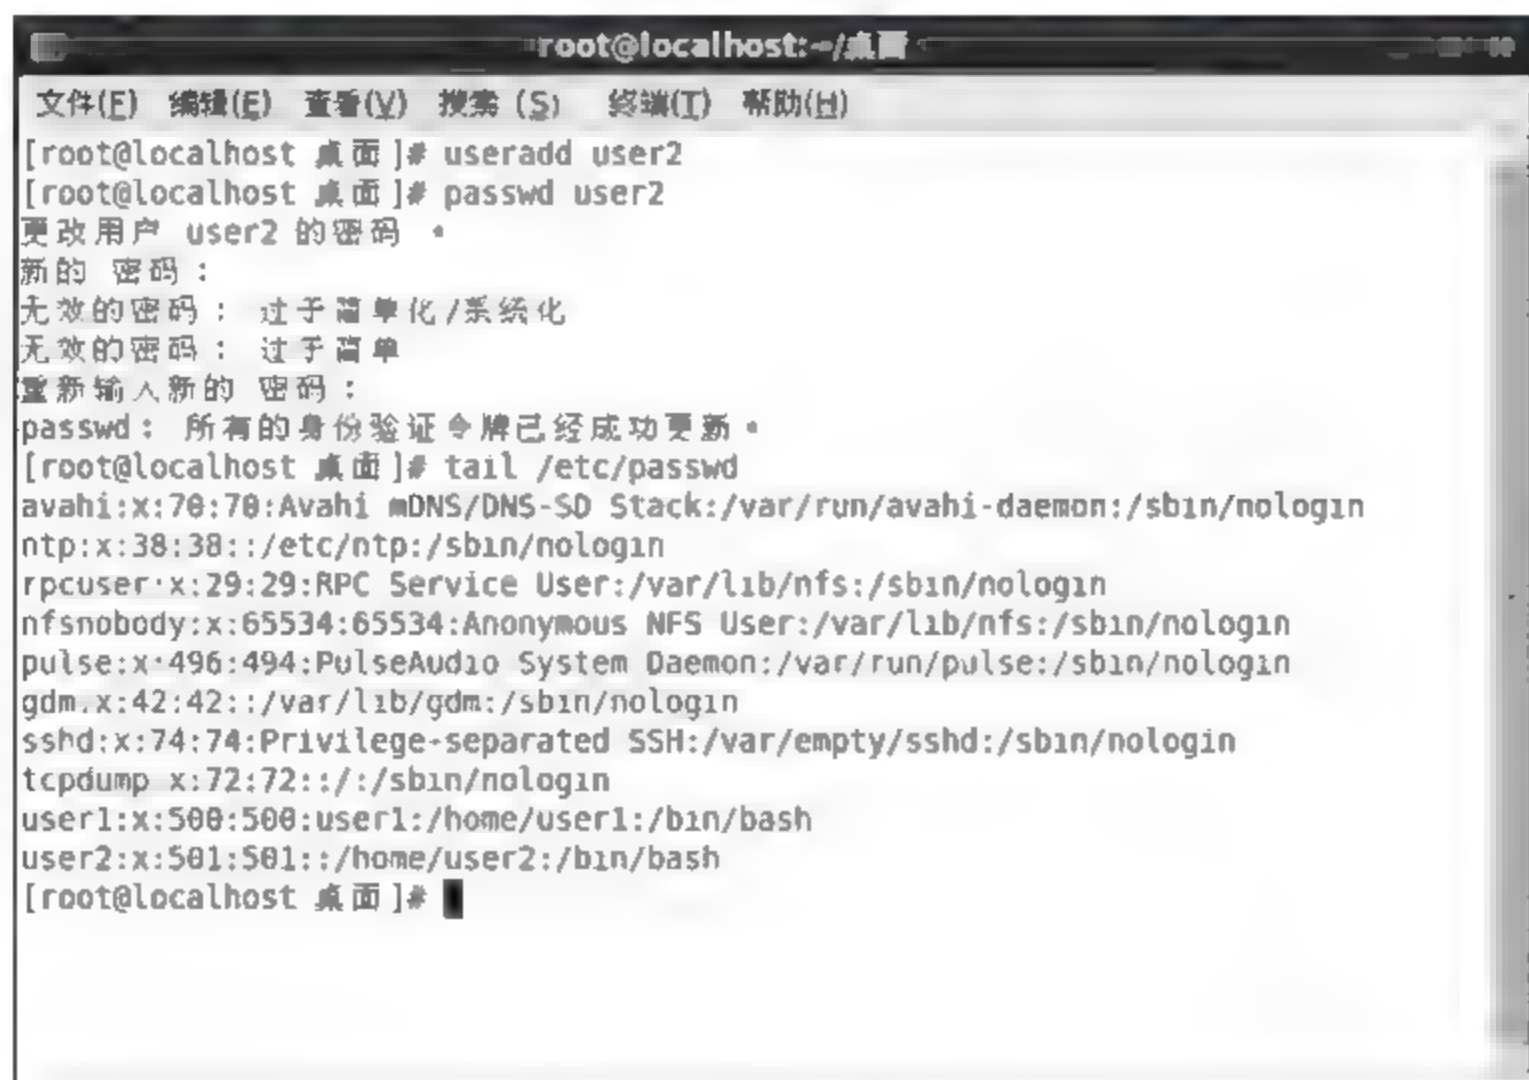 root@localhost:~/桌面
文件(F) 编辑(E) 查看(V) 搜索 (S) 终端(T) 帮助(H)
[root@localhost 桌面]# useradd user2
[root@localhost 桌面]# passwd user2
更改用户 user2 的密码 。
新的 密码：
无效的密码： 过于简单化/系统化
无效的密码： 过于简单
重新输入新的 密码：
passwd： 所有的身份验证令牌已经成功更新。
[root@localhost 桌面]# tail /etc/passwd
avahi:x:70:70:Avahi mDNS/DNS-SD Stack:/var/run/avahi-daemon:/sbin/nologin
ntp:x:38:38::/etc/ntp:/sbin/nologin
rpcuser:x:29:29:RPC Service User:/var/lib/nfs:/sbin/nologin
nfsnobody:x:65534:65534:Anonymous NFS User:/var/lib/nfs:/sbin/nologin
pulse:x:496:494:PulseAudio System Daemon:/var/run/pulse:/sbin/nologin
gdm:x:42:42::/var/lib/gdm:/sbin/nologin
sshd:x:74:74:Privilege-separated SSH:/var/empty/sshd:/sbin/nologin
tcpdump:x:72:72::/:/sbin/nologin
user1:x:500:500:user1:/home/user1:/bin/bash
user2:x:501:501::/home/user2:/bin/bash
[root@localhost 桌面]#